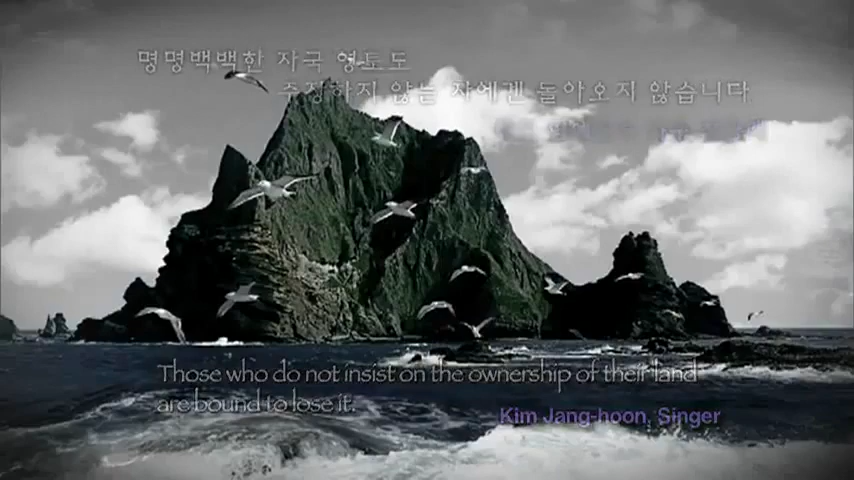 명명백백한 자국 영토도
주장하지 않는 자에겐 돌아오지 않습니다
Those who do not insist on the ownership of their land
are bound to lose it.
Kim Jang-hoon, Singer